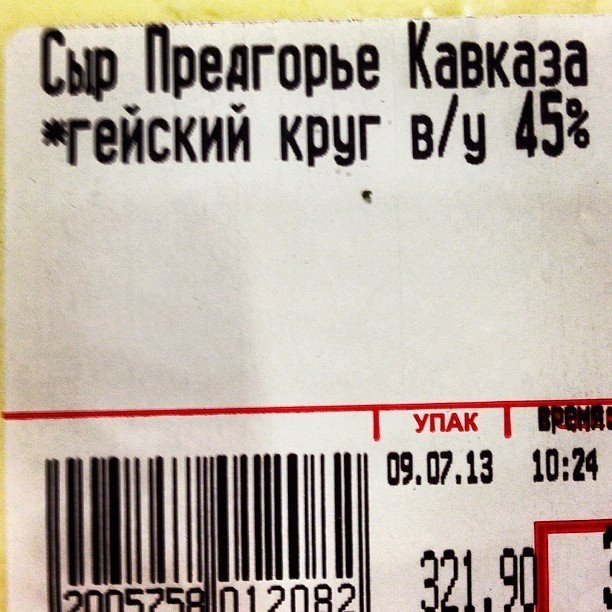 Сыр Предгорье Кавказа
*гейский круг в/у 45%
УПАК
09.07.13 10:24
2005758 012082
321.90